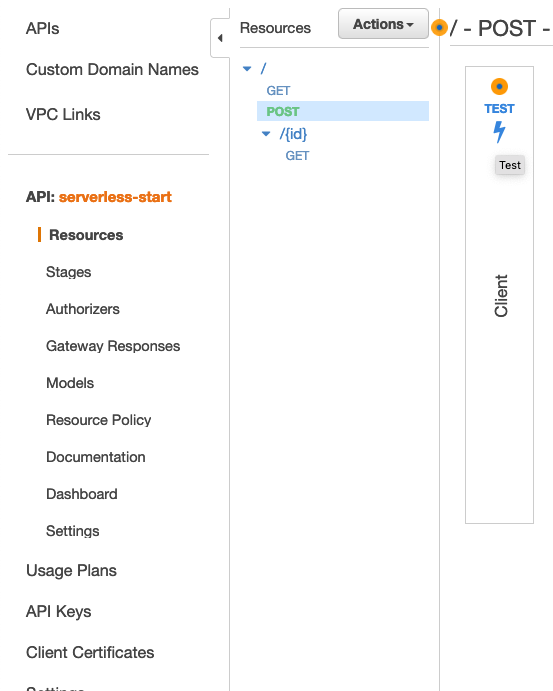 APIs
Custom Domain Names
VPC Links
API: serverless-start
Resources
Stages
Authorizers
Gateway Responses
Models
Resource Policy
Documentation
Dashboard
Settings
Usage Plans
API Keys
Client Certificates
Settings
Resources
Actions
/
GET
POST
/{id}
GET
/ - POST -
TEST
Test
Client